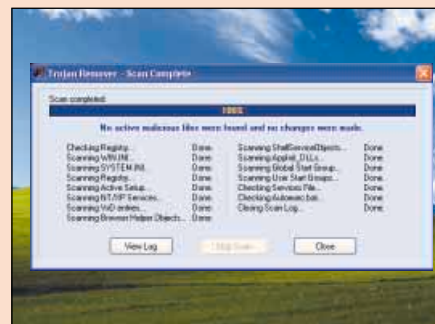 Trojan Remover - Scan Complete
Scan completed:
100%
No active malicious files were found and no changes were made.
Checking Registry... Done
Scanning WIN.INI... Done
Scanning SYSTEM.INI... Done
Scanning Registry... Done
Scanning Active Setup... Done
Scanning NT/XP Services... Done
Scanning VxD entries... Done
Scanning Browser Helper Objects... Done
Scanning ShellServiceObjects... Done
Scanning AppInit_DLLs... Done
Scanning Global Start Group... Done
Scanning User Start Groups... Done
Checking Services File... Done
Checking Autoexec.bat... Done
Closing Scan Log... Done
View Log
Close